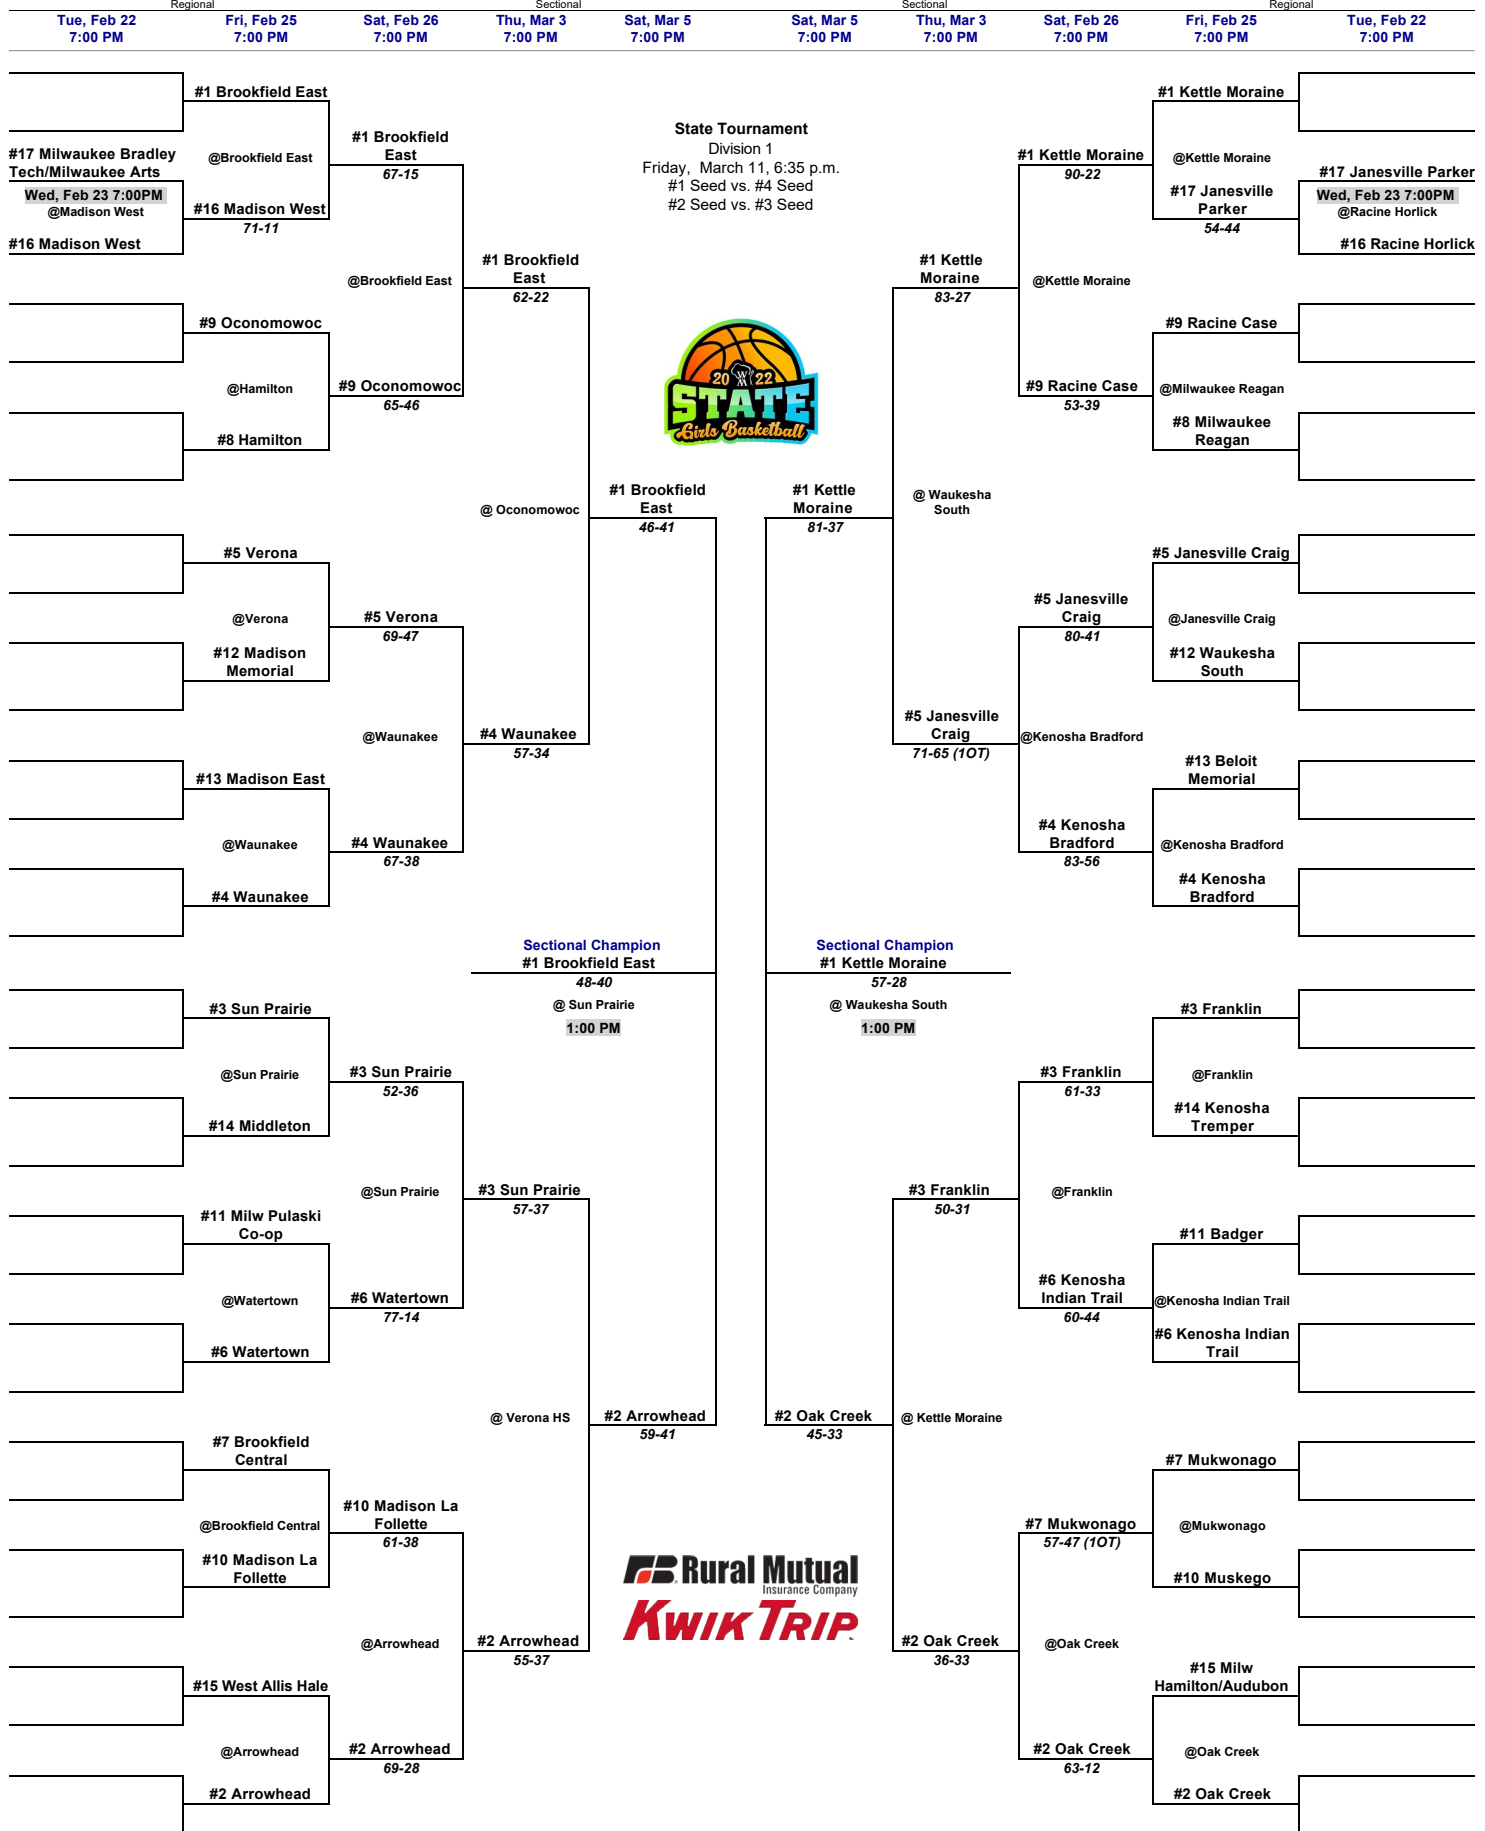 Regional
Sectional
Sectional
Regional
Tue, Feb 22
7:00 PM
Fri, Feb 25
7:00 PM
Sat, Feb 26
7:00 PM
Thu, Mar 3
7:00 PM
Sat, Mar 5
7:00 PM
Sat, Mar 5
7:00 PM
Thu, Mar 3
7:00 PM
Sat, Feb 26
7:00 PM
Fri, Feb 25
7:00 PM
Tue, Feb 22
7:00 PM
#17 Milwaukee Bradley
Tech/Milwaukee Arts
Wed, Feb 23 7:00PM
@Madison West
#16 Madison West
#1 Brookfield East
@Brookfield East
#16 Madison West
71-11
#9 Oconomowoc
@Hamilton
#8 Hamilton
#5 Verona
@Verona
#12 Madison
Memorial
#13 Madison East
@Waunakee
#4 Waunakee
#3 Sun Prairie
@Sun Prairie
#14 Middleton
#11 Milw Pulaski
Co-op
@Watertown
#6 Watertown
#7 Brookfield
Central
@Brookfield Central
#10 Madison La
Follette
#15 West Allis Hale
@Arrowhead
#2 Arrowhead
#1 Brookfield
East
67-15
@Brookfield East
#9 Oconomowoc
65-46
#5 Verona
69-47
@Waunakee
#4 Waunakee
67-38
#3 Sun Prairie
52-36
@Sun Prairie
#6 Watertown
77-14
#10 Madison La
Follette
61-38
@Arrowhead
#2 Arrowhead
69-28
#1 Brookfield
East
62-22
@ Oconomowoc
#4 Waunakee
57-34
#3 Sun Prairie
57-37
@ Verona HS
#2 Arrowhead
55-37
#1 Brookfield
East
46-41
#2 Arrowhead
59-41
Sectional Champion
#1 Brookfield East
48-40
@ Sun Prairie
1:00 PM
State Tournament
Division 1
Friday, March 11, 6:35 p.m.
#1 Seed vs. #4 Seed
#2 Seed vs. #3 Seed
20 22
STATE
Girls Basketball
Rural Mutual
Insurance Company
KWIK TRIP
Sectional Champion
#1 Kettle Moraine
57-28
@ Waukesha South
1:00 PM
#1 Kettle
Moraine
81-37
#2 Oak Creek
45-33
#1 Kettle
Moraine
83-27
@ Waukesha
South
#5 Janesville
Craig
71-65 (1OT)
#3 Franklin
50-31
@ Kettle Moraine
#2 Oak Creek
36-33
#1 Kettle Moraine
90-22
@Kettle Moraine
#9 Racine Case
53-39
#5 Janesville
Craig
80-41
@Kenosha Bradford
#4 Kenosha
Bradford
83-56
#3 Franklin
61-33
@Franklin
#6 Kenosha
Indian Trail
60-44
#7 Mukwonago
57-47 (1OT)
@Oak Creek
#2 Oak Creek
63-12
#1 Kettle Moraine
@Kettle Moraine
#17 Janesville
Parker
54-44
#9 Racine Case
@Milwaukee Reagan
#8 Milwaukee
Reagan
#5 Janesville Craig
@Janesville Craig
#12 Waukesha
South
#13 Beloit
Memorial
@Kenosha Bradford
#4 Kenosha
Bradford
#3 Franklin
@Franklin
#14 Kenosha
Tremper
#11 Badger
@Kenosha Indian Trail
#6 Kenosha Indian
Trail
#7 Mukwonago
@Mukwonago
#10 Muskego
#15 Milw
Hamilton/Audubon
@Oak Creek
#2 Oak Creek
#17 Janesville Parker
Wed, Feb 23 7:00PM
@Racine Horlick
#16 Racine Horlick